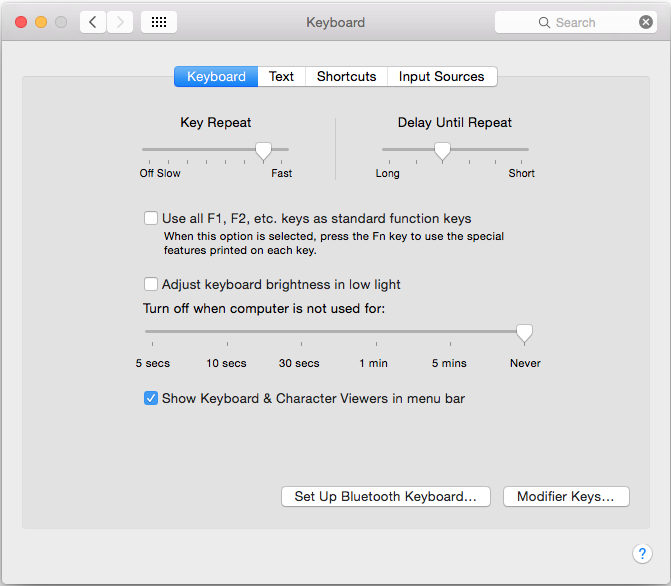 Keyboard
Search
Keyboard Text Shortcuts Input Sources
Key Repeat Delay Until Repeat
Off Slow Fast Long Short
Use all F1, F2, etc. keys as standard function keys
When this option is selected, press the Fn key to use the special
features printed on each key.
Adjust keyboard brightness in low light
Turn off when computer is not used for:
5 secs 10 secs 30 secs 1 min 5 mins Never
Show Keyboard & Character Viewers in menu bar
Set Up Bluetooth Keyboard... Modifier Keys...
?